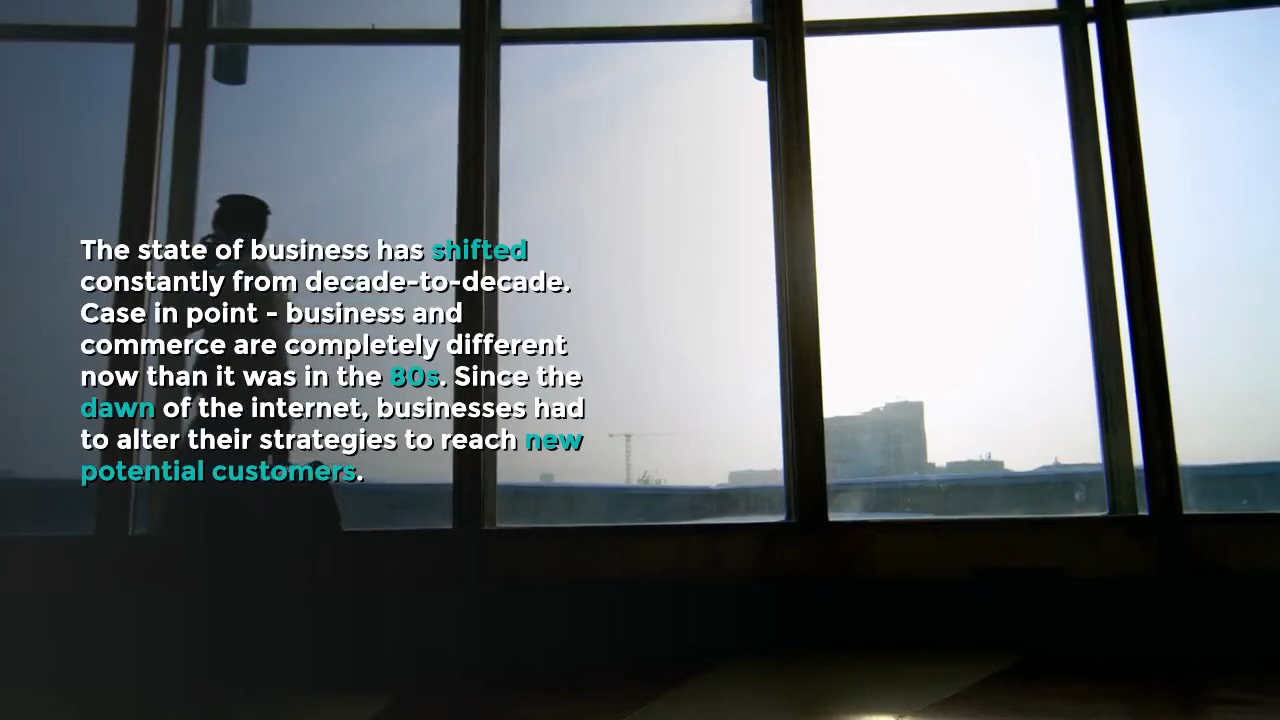 The state of business has shifted
constantly from decade-to-decade.
Case in point - business and
commerce are completely different
now than it was in the 80s. Since the
dawn of the internet, businesses had
to alter their strategies to reach new
potential customers.